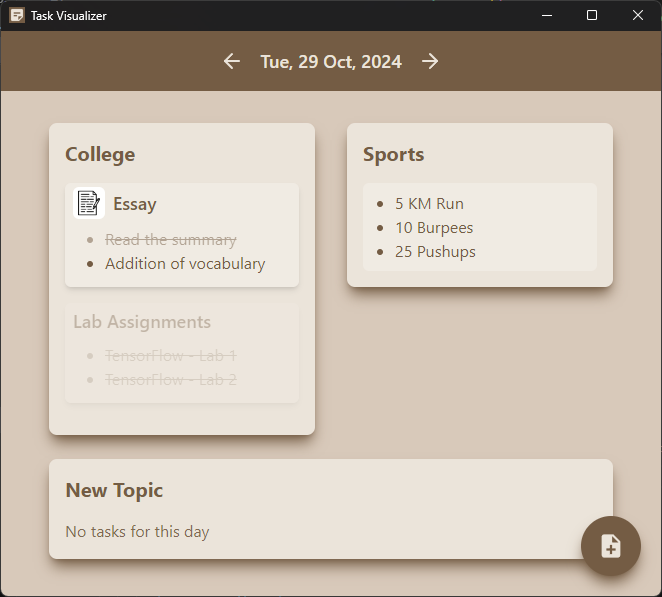 Task Visualizer
Tue, 29 Oct, 2024
College
Essay
Read the summary
Addition of vocabulary
Lab Assignments
TensorFlow - Lab 1
TensorFlow - Lab 2
Sports
5 KM Run
10 Burpees
25 Pushups
New Topic
No tasks for this day